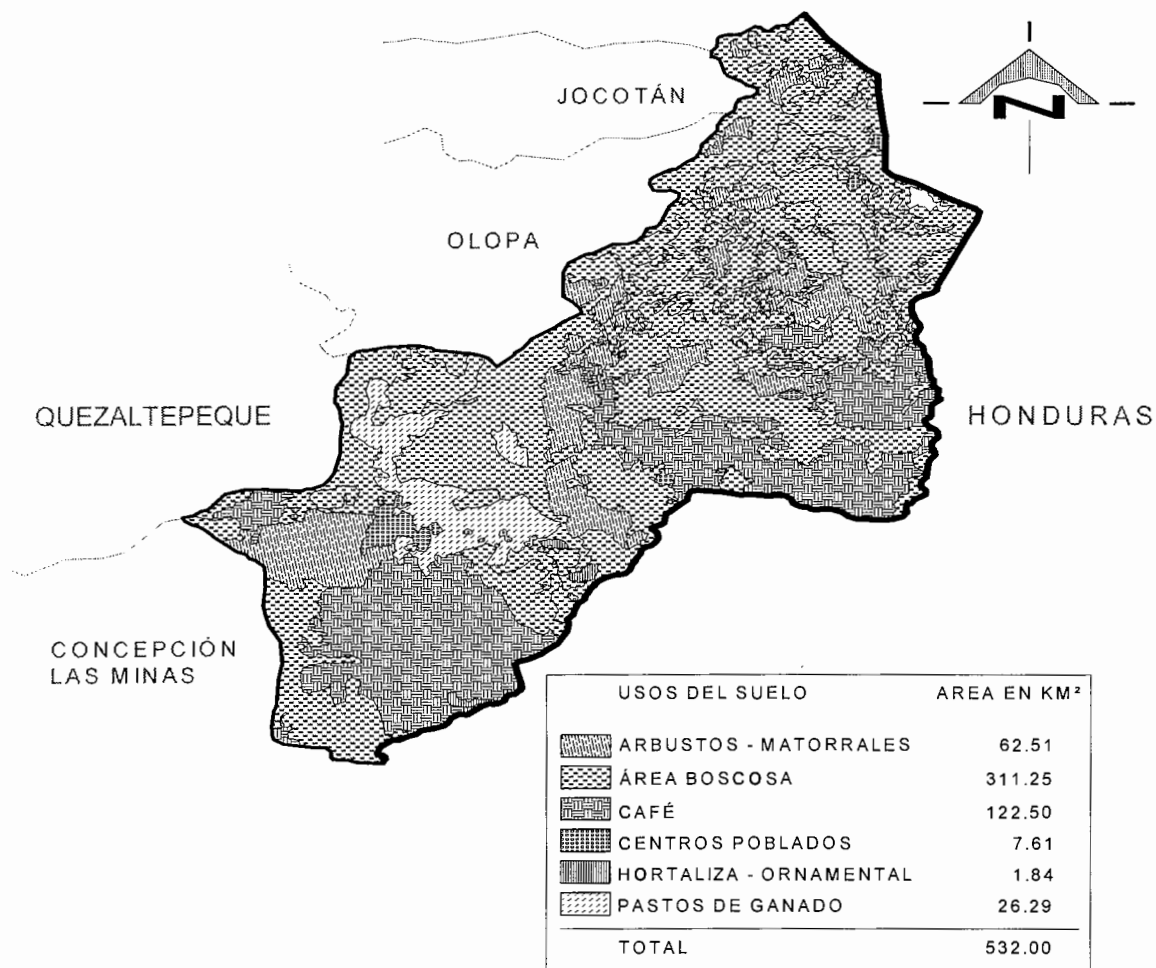 JOCOTÁN
N
OLOPA
QUEZALTEPEQUE
HONDURAS
CONCEPCIÓN
LAS MINAS
USOS DEL SUELO AREA EN KM²
ARBUSTOS - MATORRALES 62.51
ÁREA BOSCOSA 311.25
CAFÉ 122.50
CENTROS POBLADOS 7.61
HORTALIZA - ORNAMENTAL 1.84
PASTOS DE GANADO 26.29
TOTAL 532.00